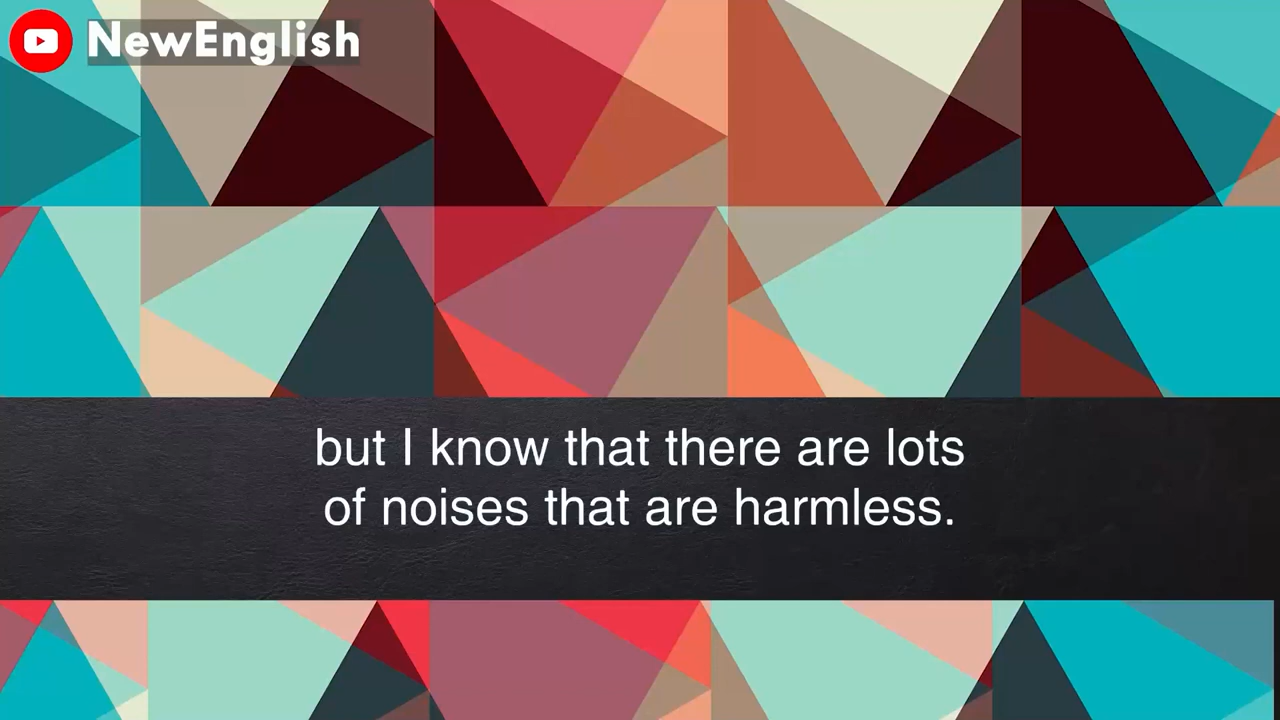 NewEnglish
but I know that there are lots
of noises that are harmless.